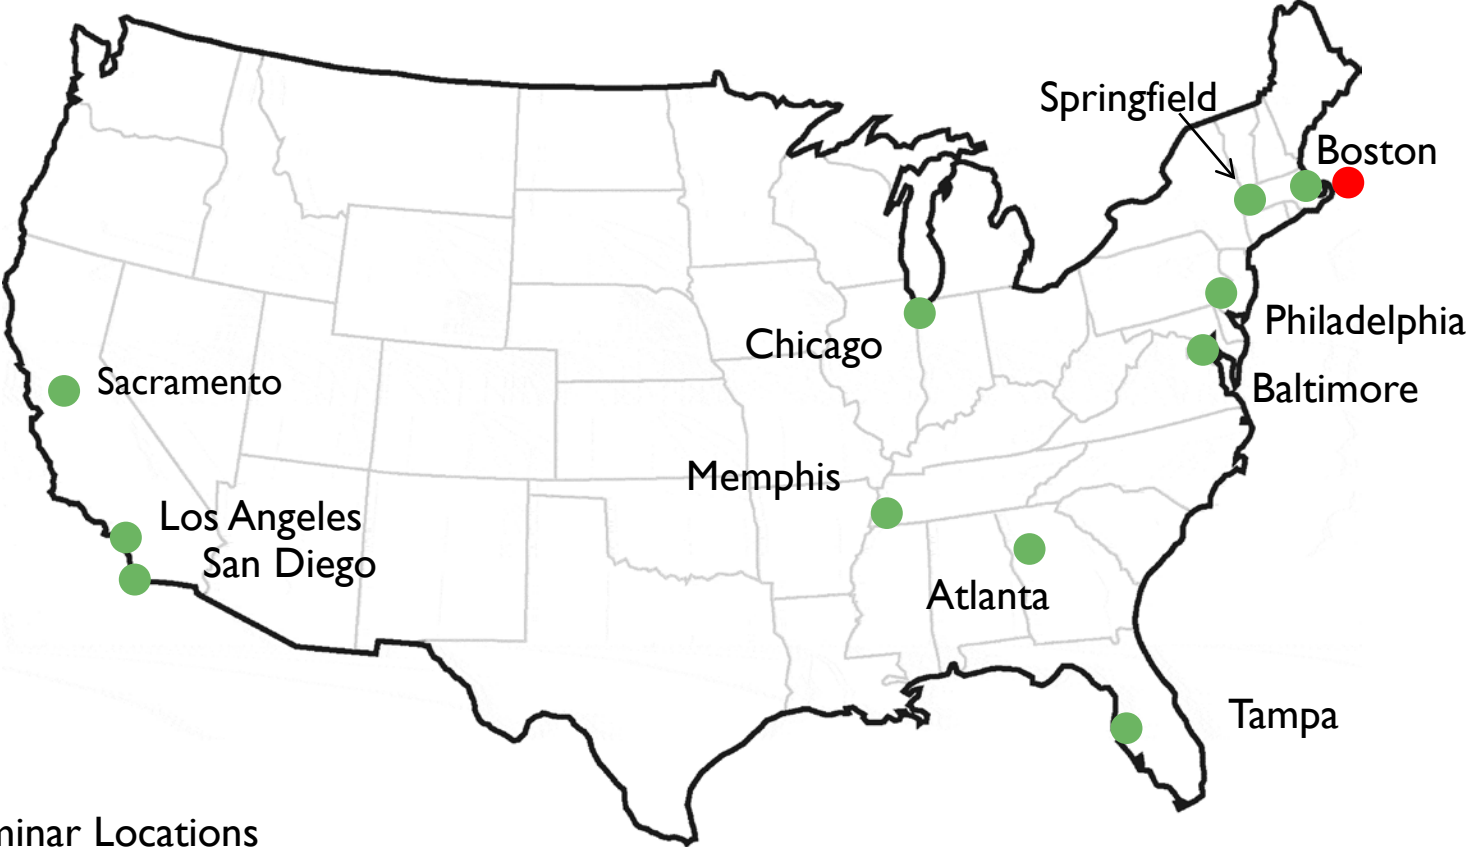 Springfield
Boston
Philadelphia
Chicago
Sacramento
Baltimore
Memphis
Los Angeles
San Diego
Atlanta
Tampa
minar Locations